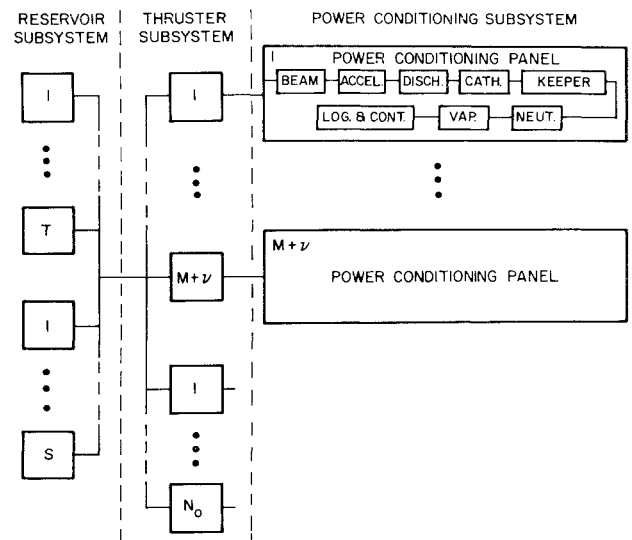 RESERVOIR SUBSYSTEM
THRUSTER SUBSYSTEM
POWER CONDITIONING SUBSYSTEM
I
T
I
S
I
M+ν
I
N₀
I
POWER CONDITIONING PANEL
BEAM
ACCEL.
DISCH.
CATH.
KEEPER
LOG. & CONT.
VAP.
NEUT.
M+ν
POWER CONDITIONING PANEL